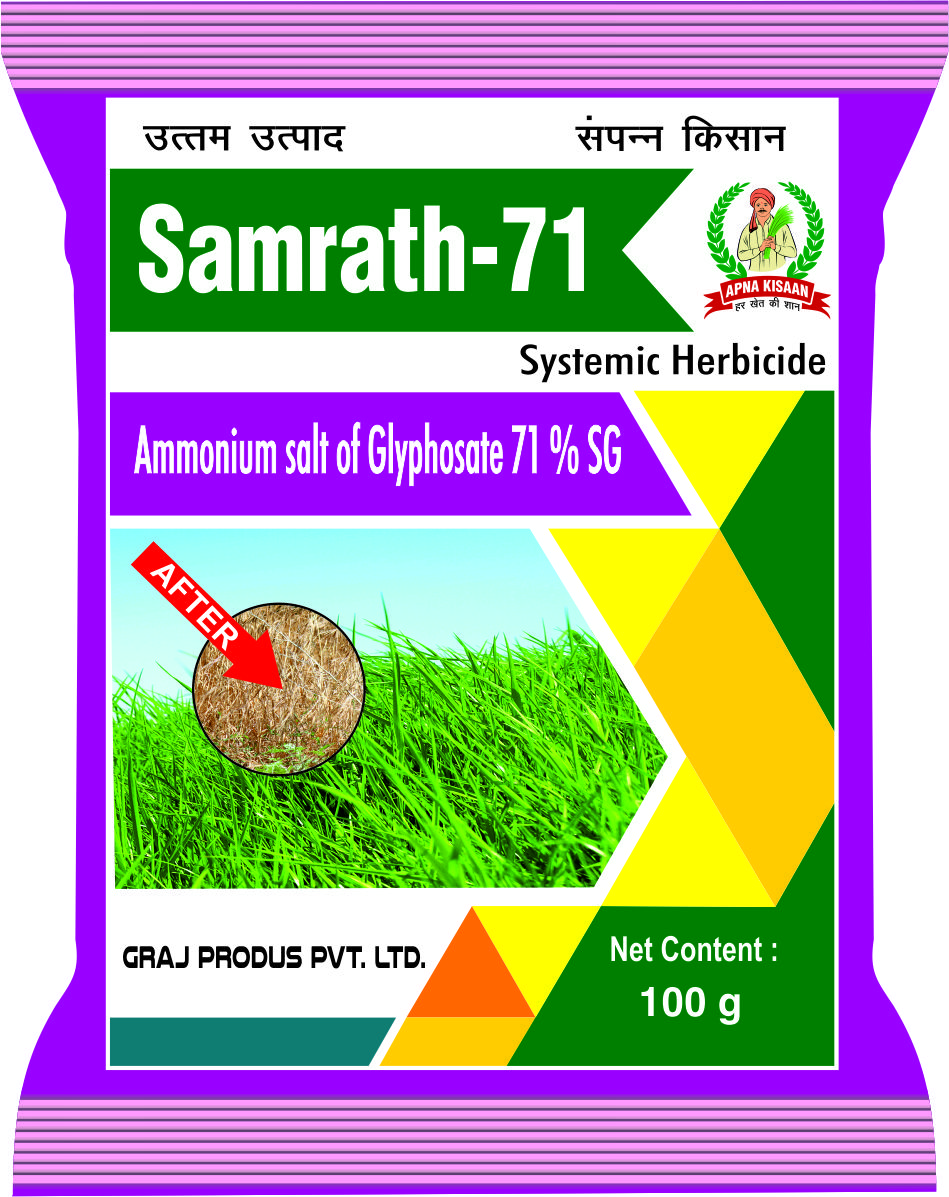 उत्तम उत्पाद संपन्न किसान
Samrath-71
APNA KISAAN
हर खेत की शान
Systemic Herbicide
Ammonium salt of Glyphosate 71 % SG
AFTER
GRAJ PRODUS PVT. LTD.
Net Content :
100 g